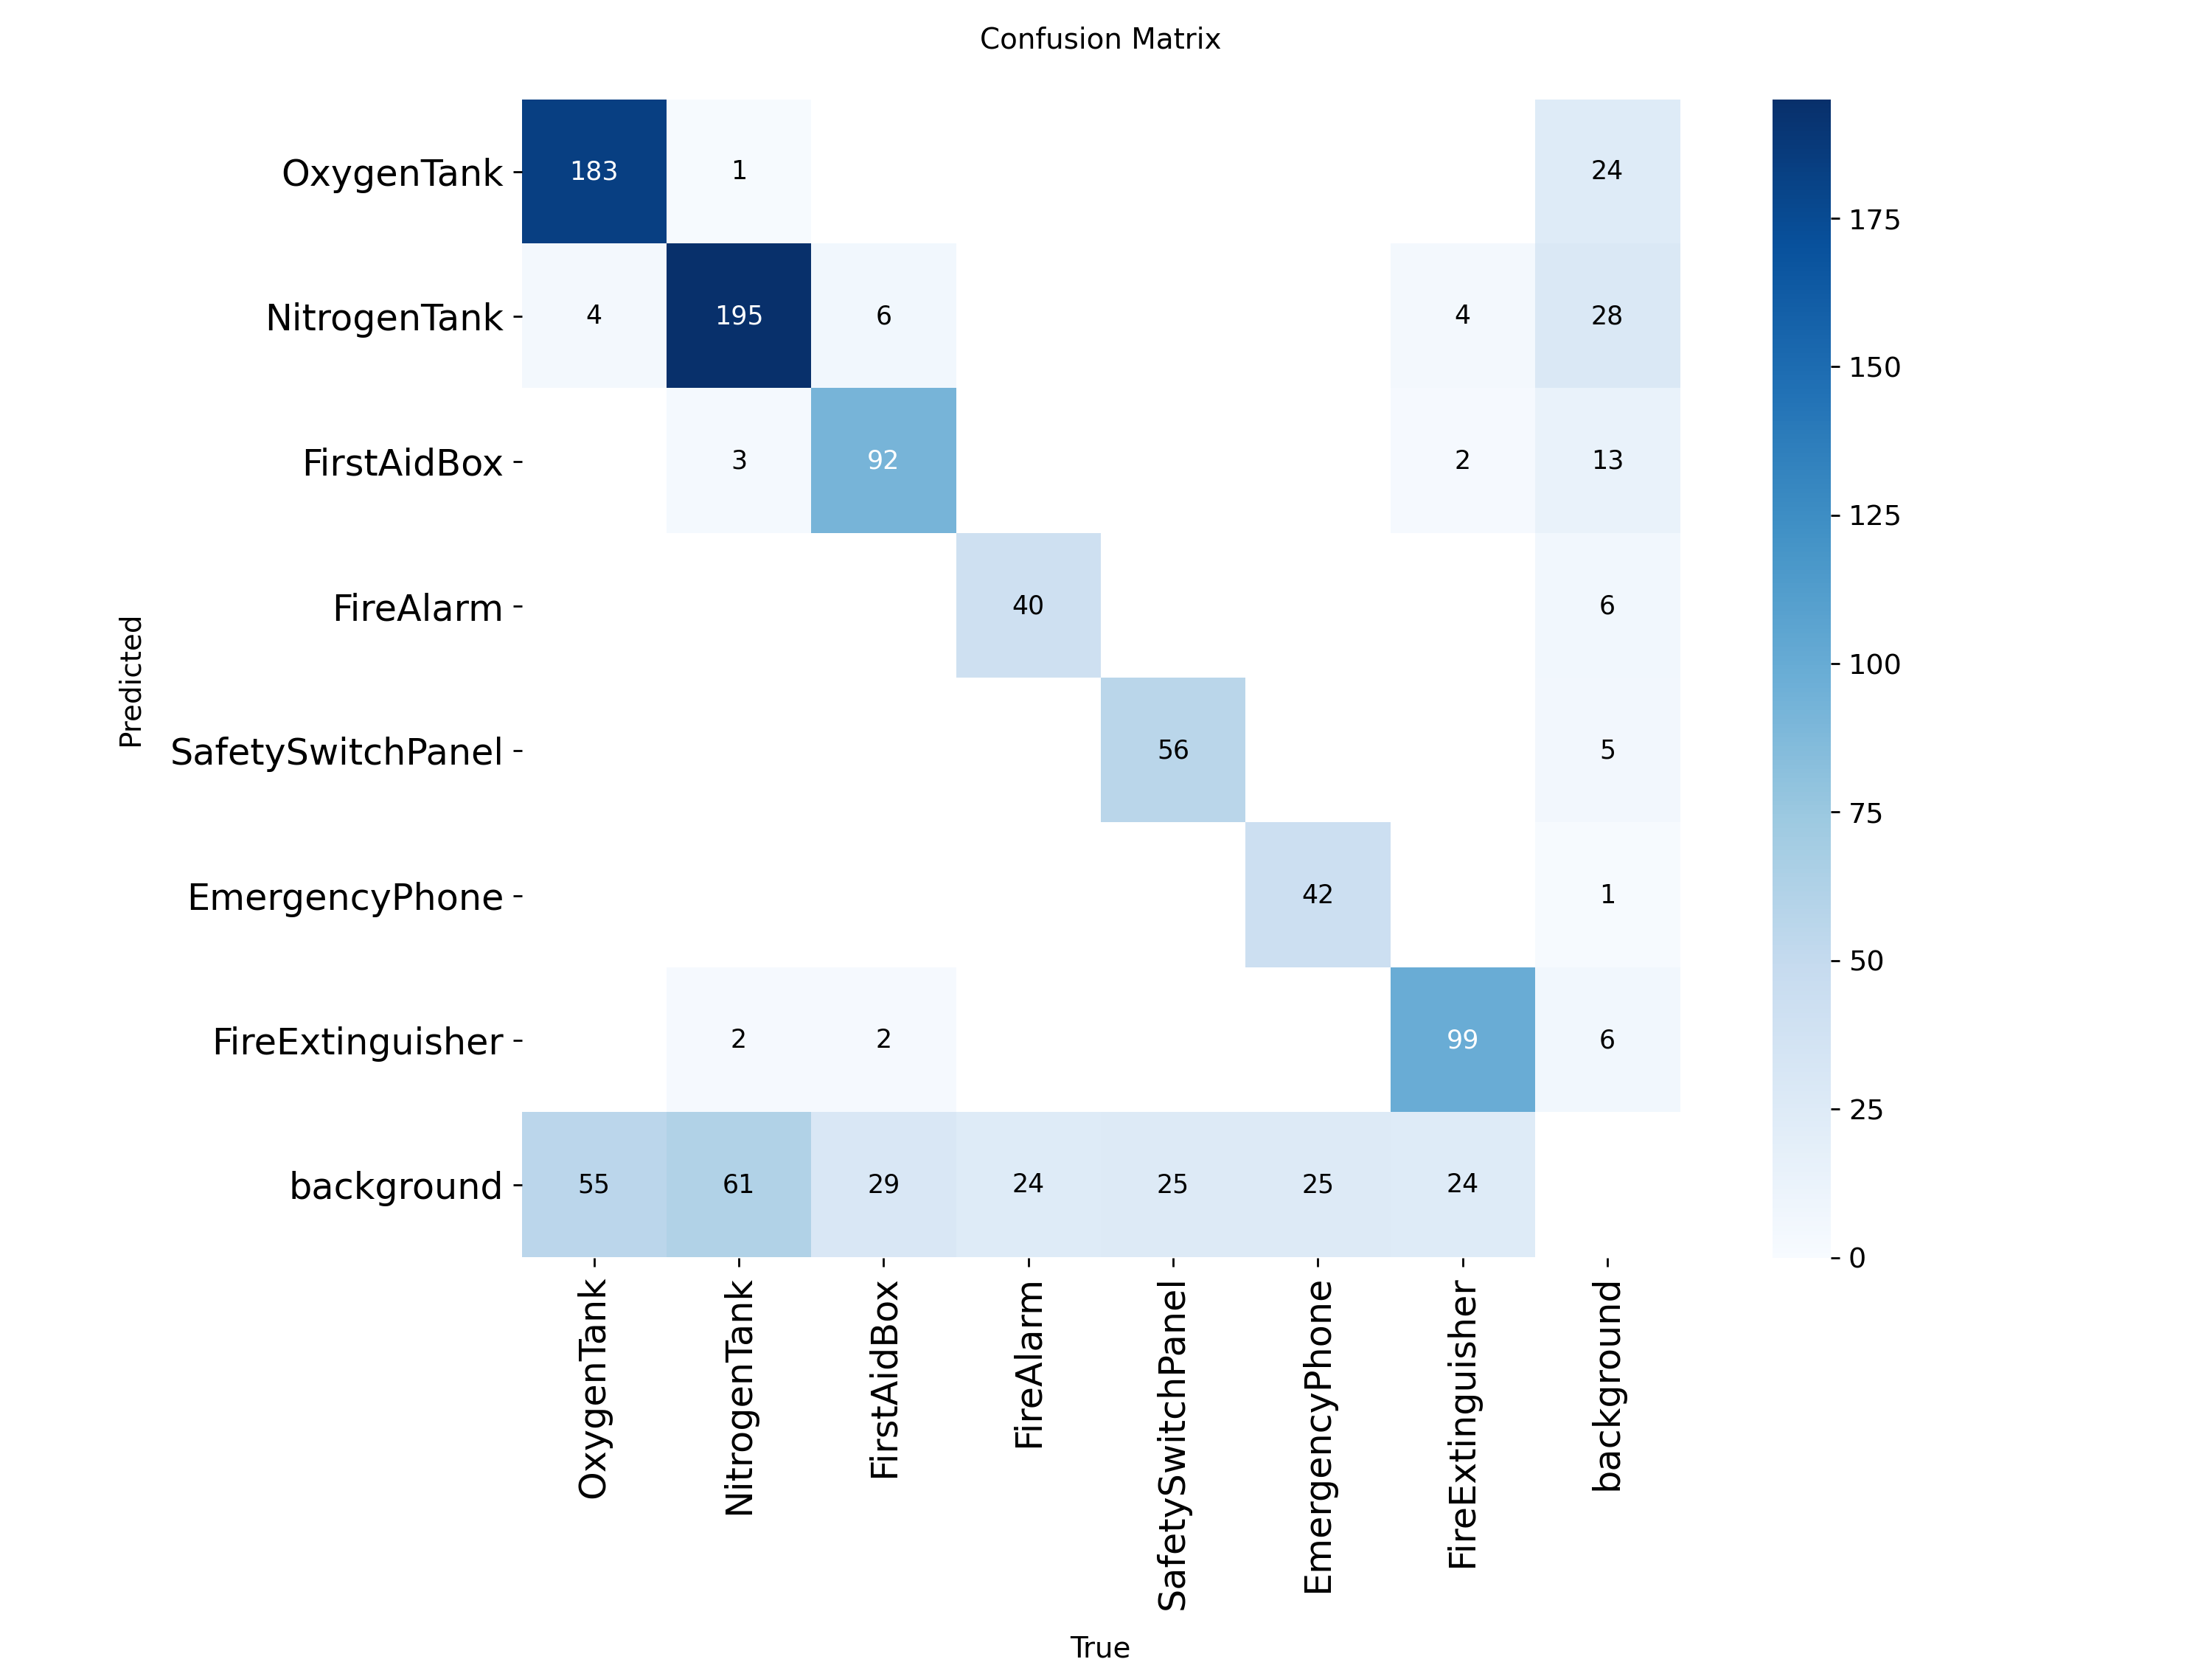 Confusion Matrix
OxygenTank 183 1 24
NitrogenTank 4 195 6 4 28
FirstAidBox 3 92 2 13
FireAlarm 40 6
SafetySwitchPanel 56 5
EmergencyPhone 42 1
FireExtinguisher 2 2 99 6
background 55 61 29 24 25 25 24
Predicted
OxygenTank
NitrogenTank
FirstAidBox
FireAlarm
SafetySwitchPanel
EmergencyPhone
FireExtinguisher
background
True
175
150
125
100
75
50
25
0